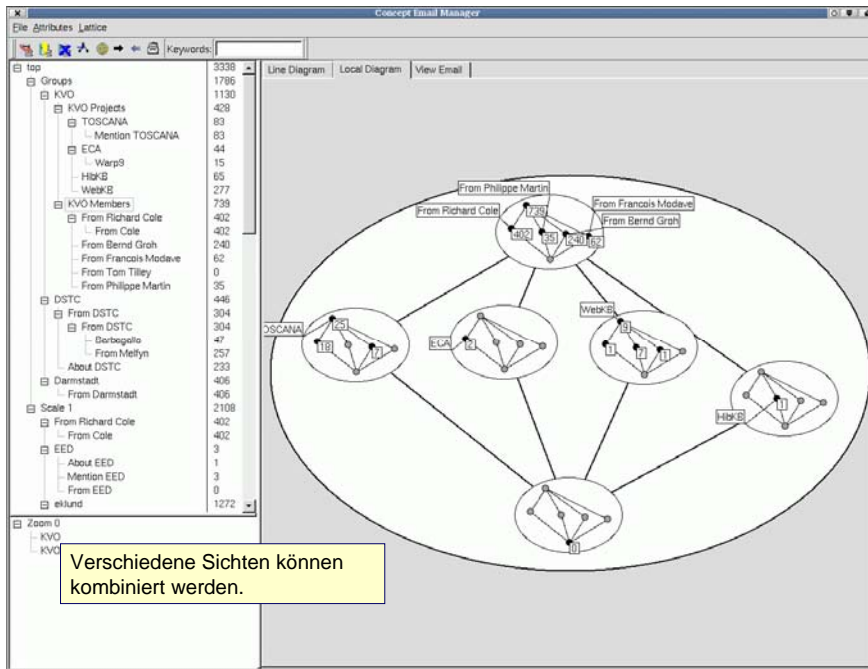 Concept Email Manager
File Attributes Lattice
Keywords:
top 3338
Groups 1786
KVO 1130
KVO Projects 428
TOSCANA 83
Mention TOSCANA 83
ECA 44
Warp9 15
HibKB 65
WebKB 277
KVO Members 739
From Richard Cole 402
From Cole 402
From Bernd Groh 240
From Francois Modave 62
From Tom Tilley 0
From Philippe Martin 35
DSTC 446
From DSTC 304
From DSTC 304
Barbagallo 47
From Melfyn 257
About DSTC 233
Darmstadt 406
From Darmstadt 406
Scale 1 2108
From Richard Cole 402
From Cole 402
EED 3
About EED 1
Mention EED 3
From EED 0
eklund 1272
Zoom 0
KVO
KVO
Verschiedene Sichten können
kombiniert werden.
Line Diagram Local Diagram View Email
From Philippe Martin
From Francois Modave
From Richard Cole
From Bernd Groh
739
402 35 240 62
OSCANA
25
18 7
ECA
2
WebKB
9
1 7 1
HibKB
1
0